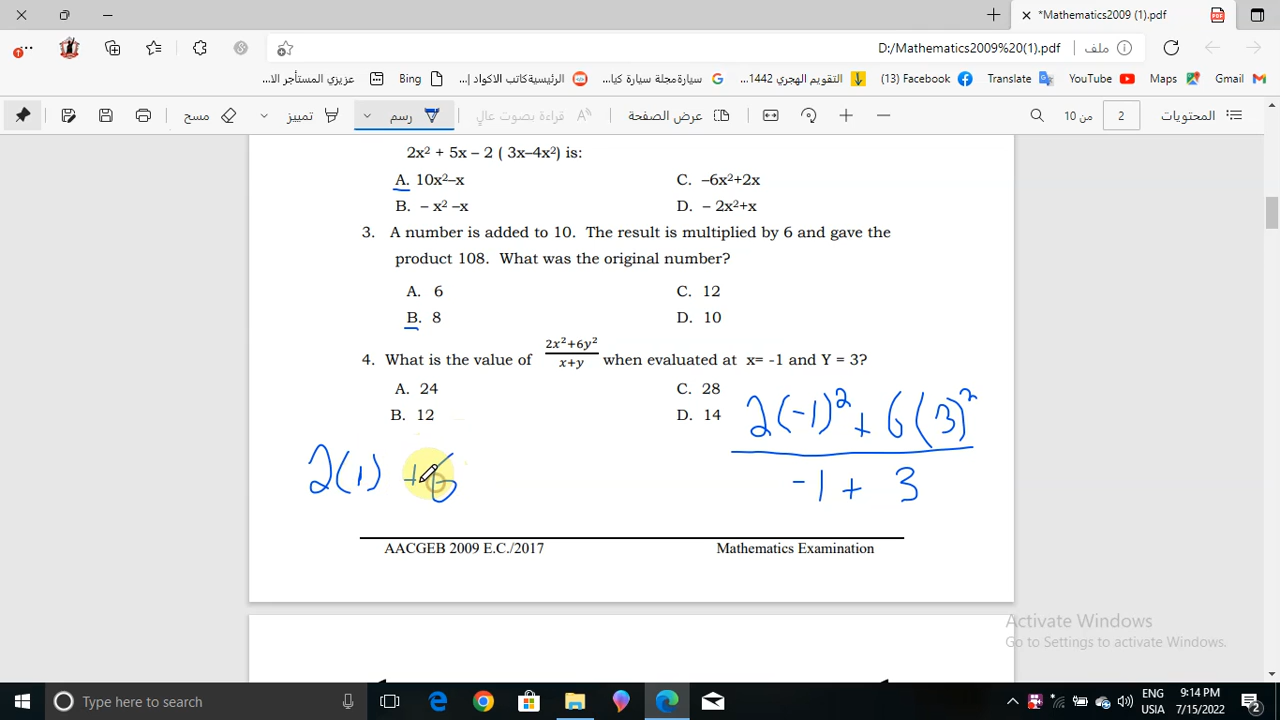 *Mathematics2009 (1).pdf
D:/Mathematics2009%20(1).pdf ملف
عزيزي المستأجر الا... Bing الرئيسيةكاتب الاكواد |... سيارةمجلة سيارة كيا... التقويم الهجري 1442... (13) Facebook Translate YouTube Maps Gmail
مسح تمييز رسم قراءة بصوت عالٍ عرض الصفحة من 10 2 المحتويات
2x² + 5x – 2 ( 3x–4x²) is:
A. 10x²–x C. –6x²+2x
B. – x² –x D. – 2x²+x
3. A number is added to 10. The result is multiplied by 6 and gave the
product 108. What was the original number?
A. 6 C. 12
B. 8 D. 10
4. What is the value of 2x²+6y² / x+y when evaluated at x= -1 and Y = 3?
A. 24 C. 28
B. 12 D. 14
2(-1)² + 6(3)²
-1 + 3
2(1) +6
AACGEB 2009 E.C./2017 Mathematics Examination
Activate Windows
Go to Settings to activate Windows.
Type here to search
ENG
USIA
9:14 PM
7/15/2022
2